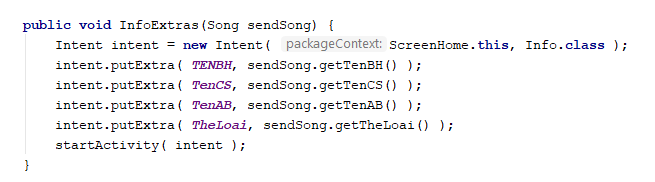 public void InfoExtras(Song sendSong) {
    Intent intent = new Intent( packageContext: ScreenHome.this, Info.class );
    intent.putExtra( TENBH, sendSong.getTenBH() );
    intent.putExtra( TenCS, sendSong.getTenCS() );
    intent.putExtra( TenAB, sendSong.getTenAB() );
    intent.putExtra( TheLoai, sendSong.getTheLoai() );
    startActivity( intent );
}